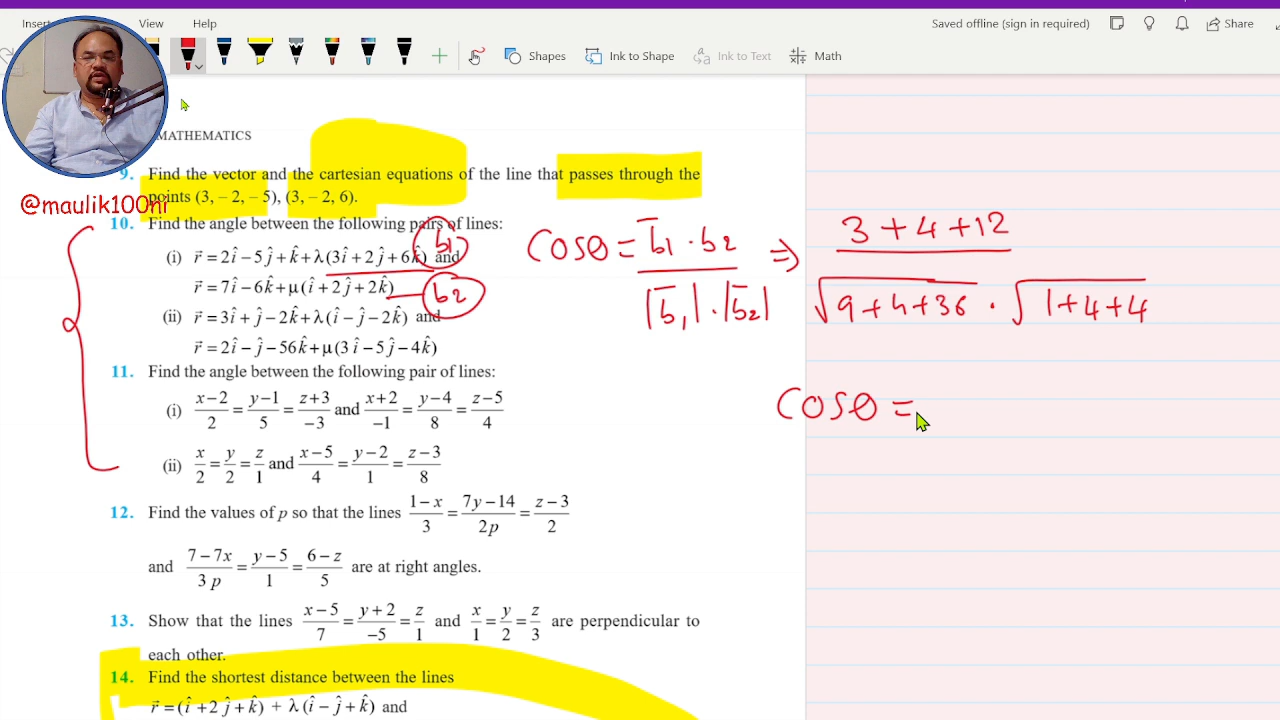 Insert View Help Saved offline (sign in required) Share
Shapes Ink to Shape Ink to Text Math
MATHEMATICS
9. Find the vector and the cartesian equations of the line that passes through the
points (3, – 2, – 5), (3, – 2, 6).
@maulik100ni
10. Find the angle between the following pairs of lines:
(i) r⃗ = 2î − 5ĵ + k̂ + λ(3î + 2ĵ + 6k̂) and
b1
r⃗ = 7î − 6k̂ + μ(î + 2ĵ + 2k̂)
b2
(ii) r⃗ = 3î + ĵ − 2k̂ + λ(î − ĵ − 2k̂) and
r⃗ = 2î − ĵ − 56k̂ + μ(3î − 5ĵ − 4k̂)
11. Find the angle between the following pair of lines:
(i) (x−2)/2 = (y−1)/5 = (z+3)/−3 and (x+2)/−1 = (y−4)/8 = (z−5)/4
(ii) x/2 = y/2 = z/1 and (x−5)/4 = (y−2)/1 = (z−3)/8
12. Find the values of p so that the lines (1−x)/3 = (7y−14)/2p = (z−3)/2
and (7−7x)/3p = (y−5)/1 = (6−z)/5 are at right angles.
13. Show that the lines (x−5)/7 = (y+2)/−5 = z/1 and x/1 = y/2 = z/3 are perpendicular to
each other.
14. Find the shortest distance between the lines
r⃗ = (î + 2ĵ + k̂) + λ(î − ĵ + k̂) and
cosθ = b̄1 · b2 / |b̄1| · |b̄2| ⇒ 3 + 4 + 12 / √9+4+36 · √1+4+4
cosθ =